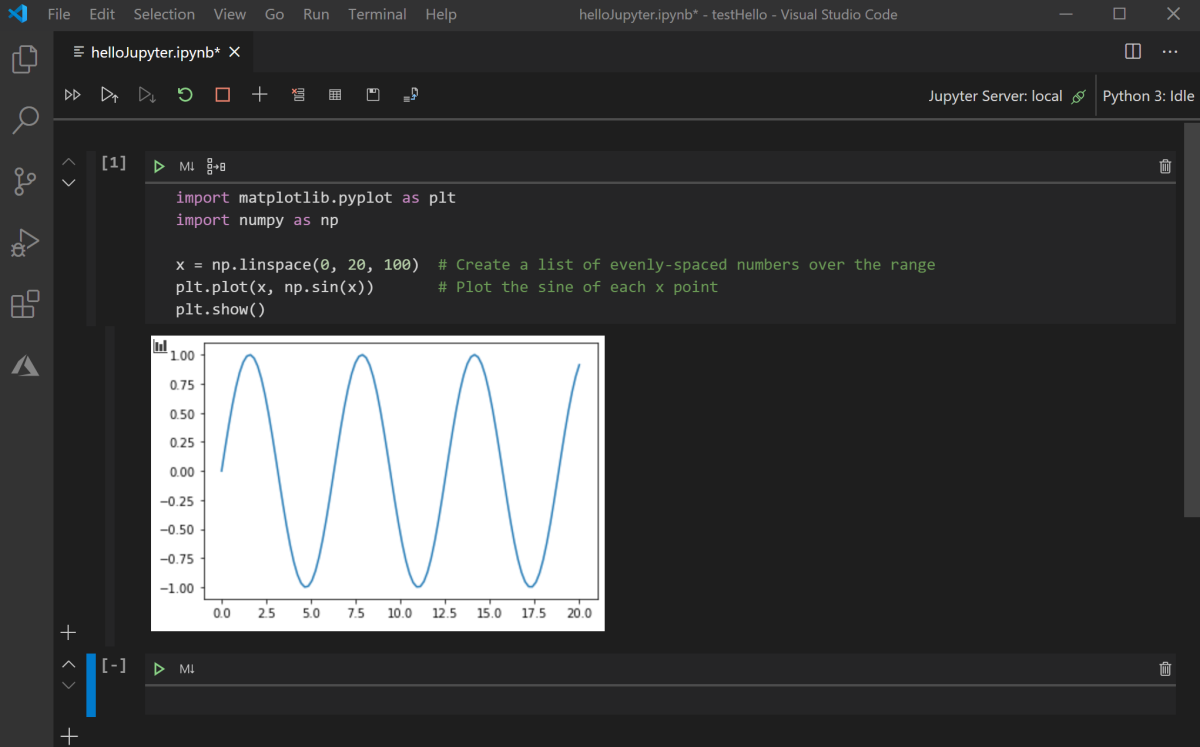 File Edit Selection View Go Run Terminal Help helloJupyter.ipynb* - testHello - Visual Studio Code
helloJupyter.ipynb*
Jupyter Server: local Python 3: Idle
[1]
M↓
import matplotlib.pyplot as plt
import numpy as np
x = np.linspace(0, 20, 100) # Create a list of evenly-spaced numbers over the range
plt.plot(x, np.sin(x)) # Plot the sine of each x point
plt.show()
1.00
0.75
0.50
0.25
0.00
−0.25
−0.50
−0.75
−1.00
0.0 2.5 5.0 7.5 10.0 12.5 15.0 17.5 20.0
[-]
M↓